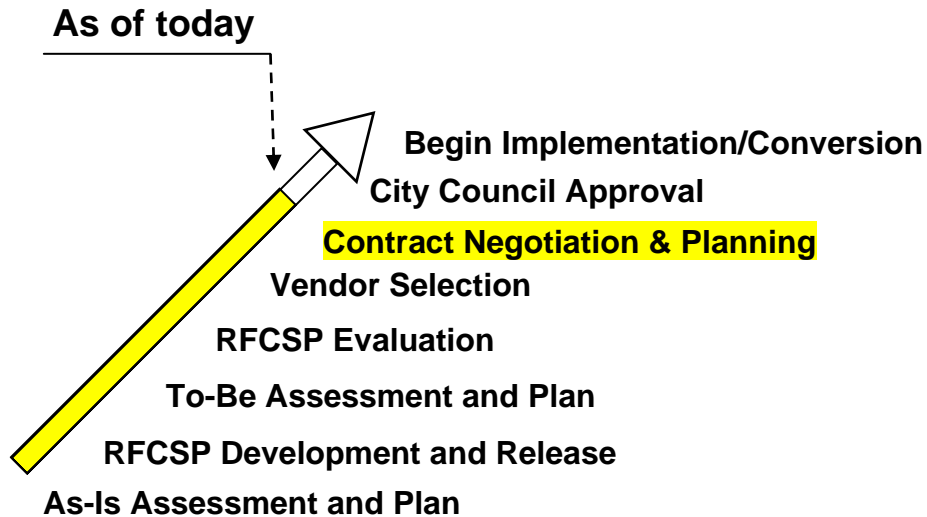 As of today
Begin Implementation/Conversion
City Council Approval
Contract Negotiation & Planning
Vendor Selection
RFCSP Evaluation
To-Be Assessment and Plan
RFCSP Development and Release
As-Is Assessment and Plan